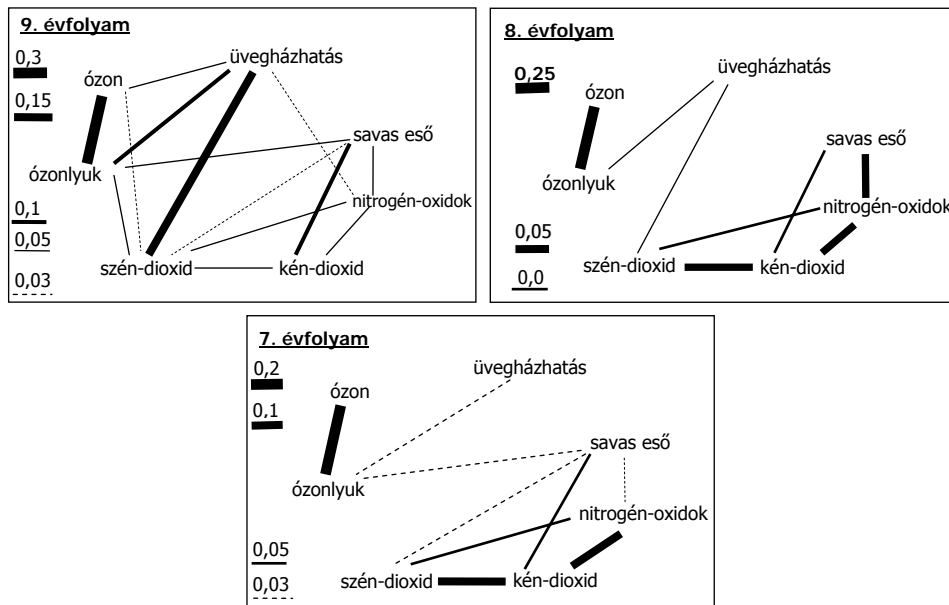 9. évfolyam
0,3
üvegházhatás
ózon
0,15
savas eső
ózonlyuk
nitrogén-oxidok
0,1
0,05
szén-dioxid
kén-dioxid
0,03
8. évfolyam
0,25
üvegházhatás
ózon
savas eső
ózonlyuk
nitrogén-oxidok
0,05
szén-dioxid
kén-dioxid
0,0
7. évfolyam
0,2
üvegházhatás
ózon
0,1
savas eső
ózonlyuk
nitrogén-oxidok
0,05
szén-dioxid
kén-dioxid
0,03